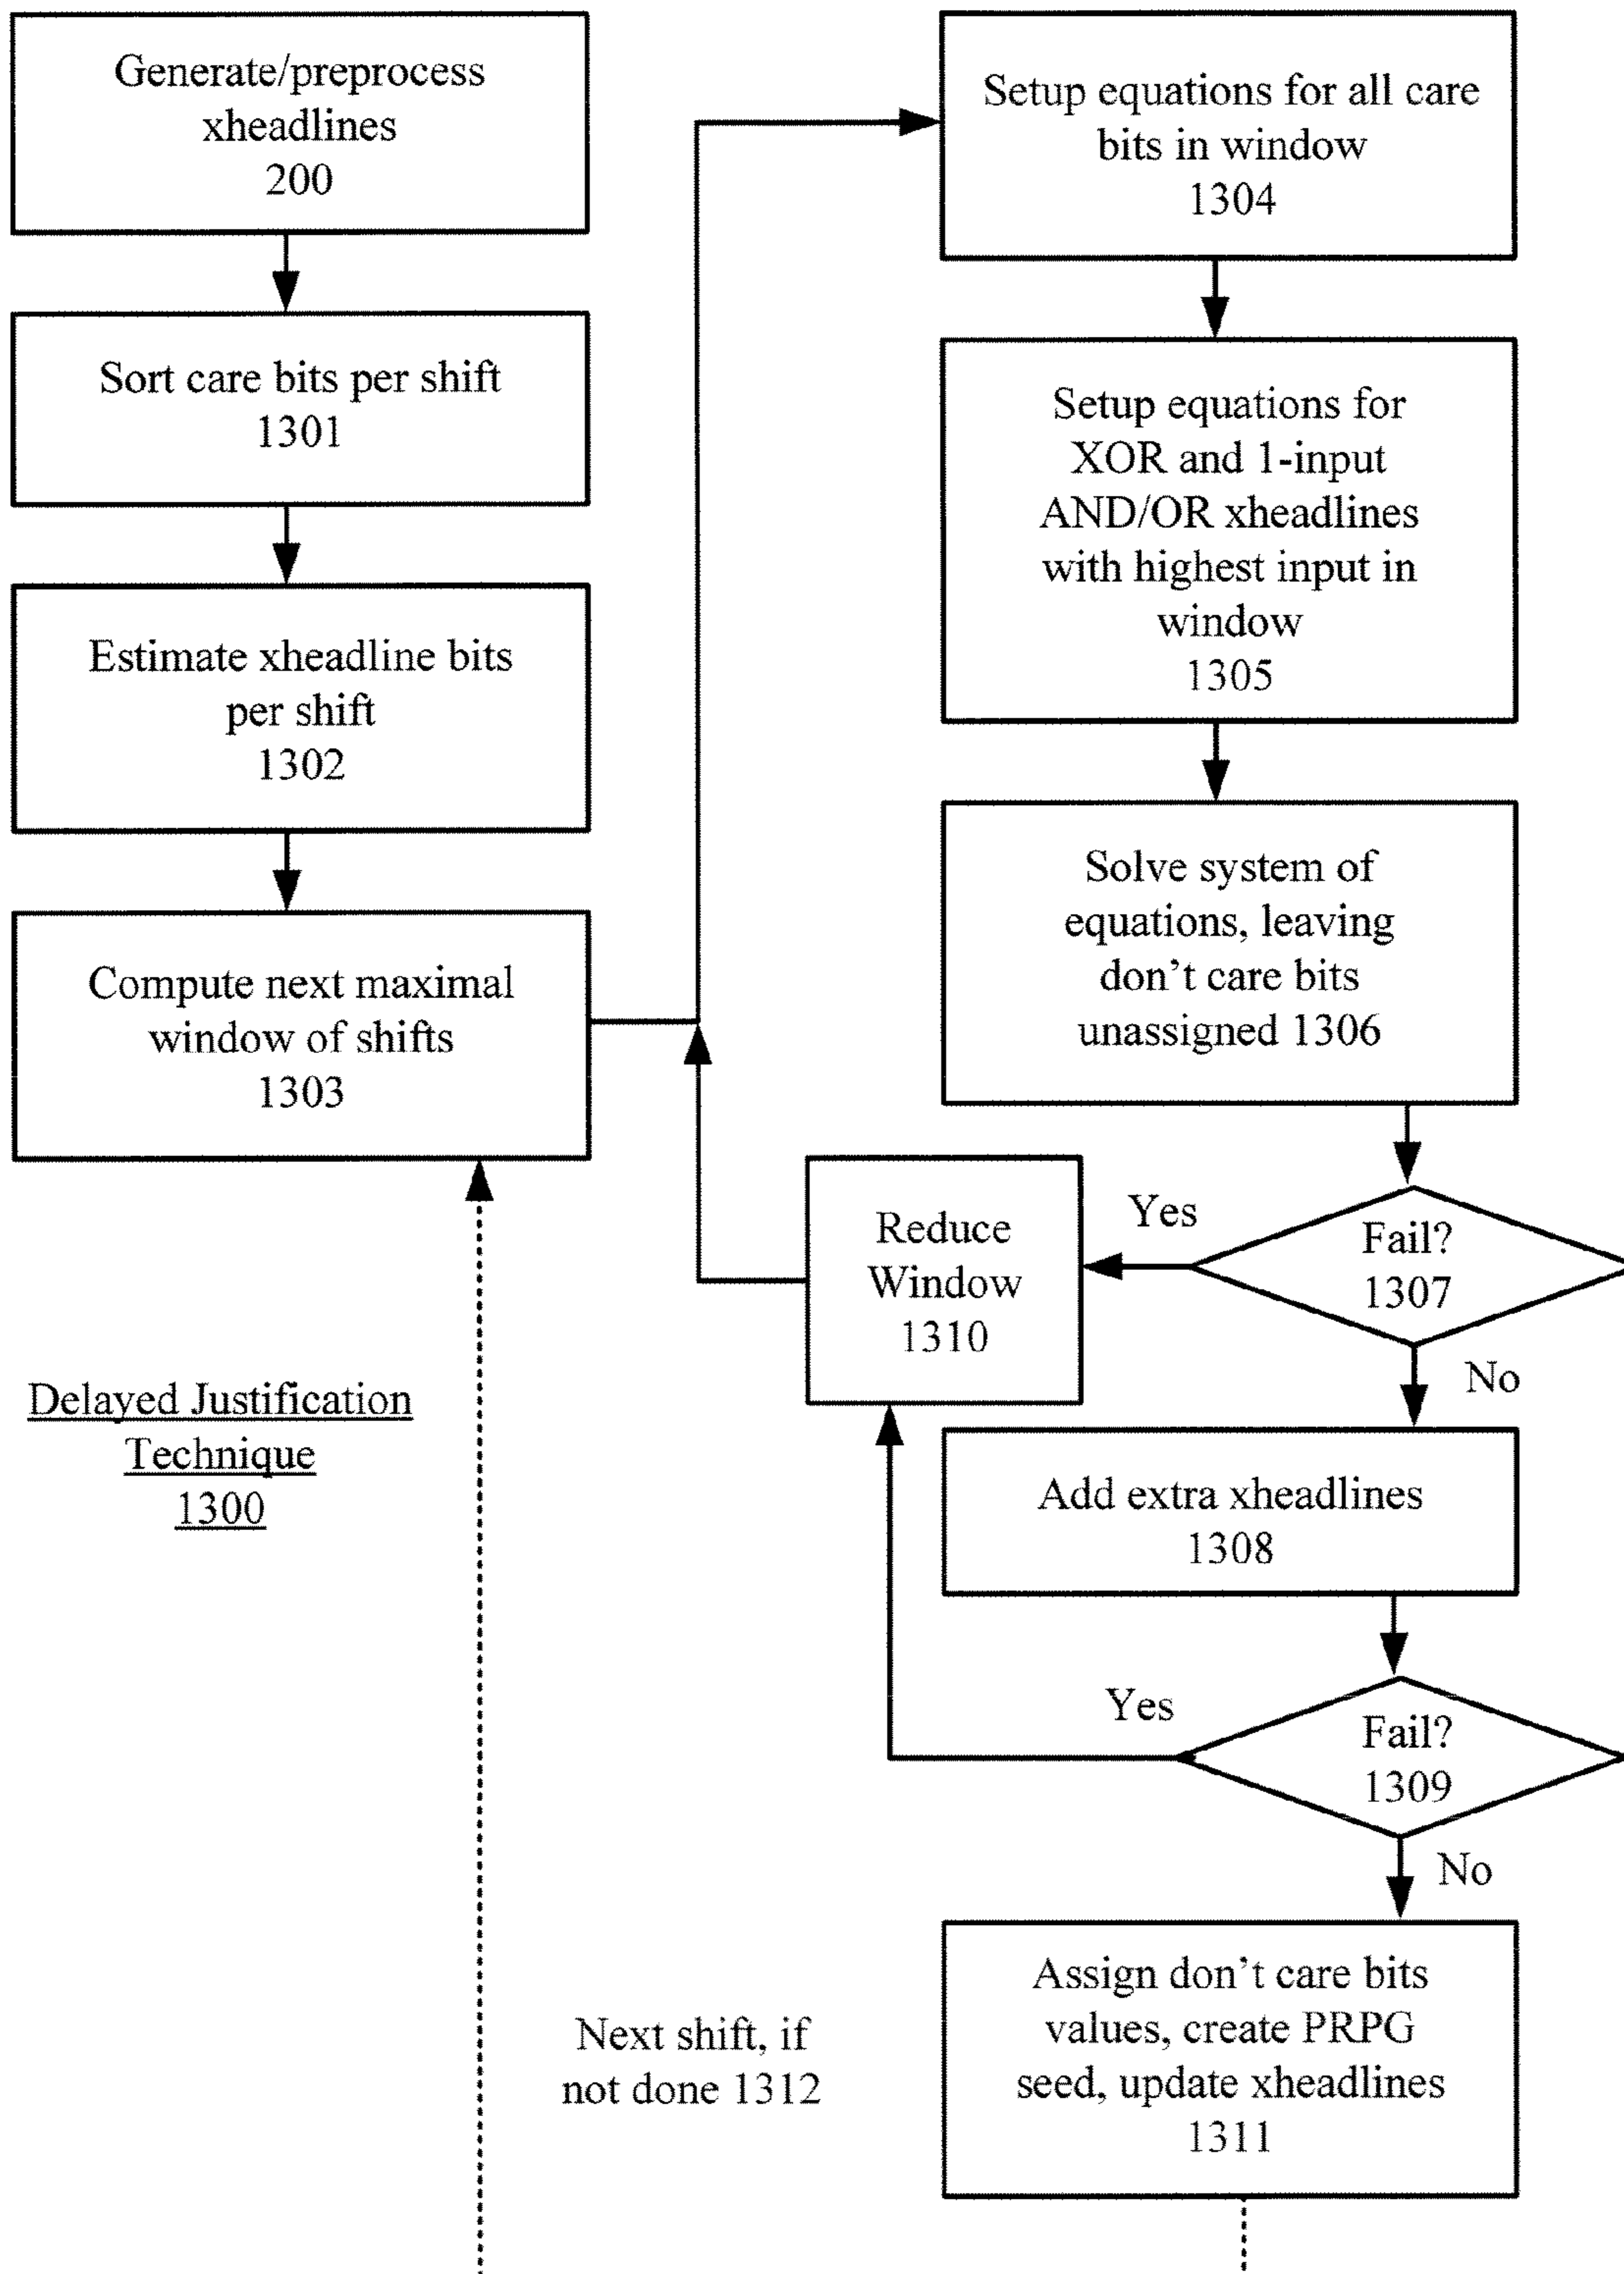 Generate/preprocess
xheadlines
200
Sort care bits per shift
1301
Estimate xheadline bits
per shift
1302
Compute next maximal
window of shifts
1303
Setup equations for all care
bits in window
1304
Setup equations for
XOR and 1-input
AND/OR xheadlines
with highest input in
window
1305
Solve system of
equations, leaving
don't care bits
unassigned 1306
Yes
Fail?
1307
Reduce
Window
1310
No
Delayed Justification
Technique
1300
Add extra xheadlines
1308
Yes
Fail?
1309
No
Assign don't care bits
values, create PRPG
seed, update xheadlines
1311
Next shift, if
not done 1312